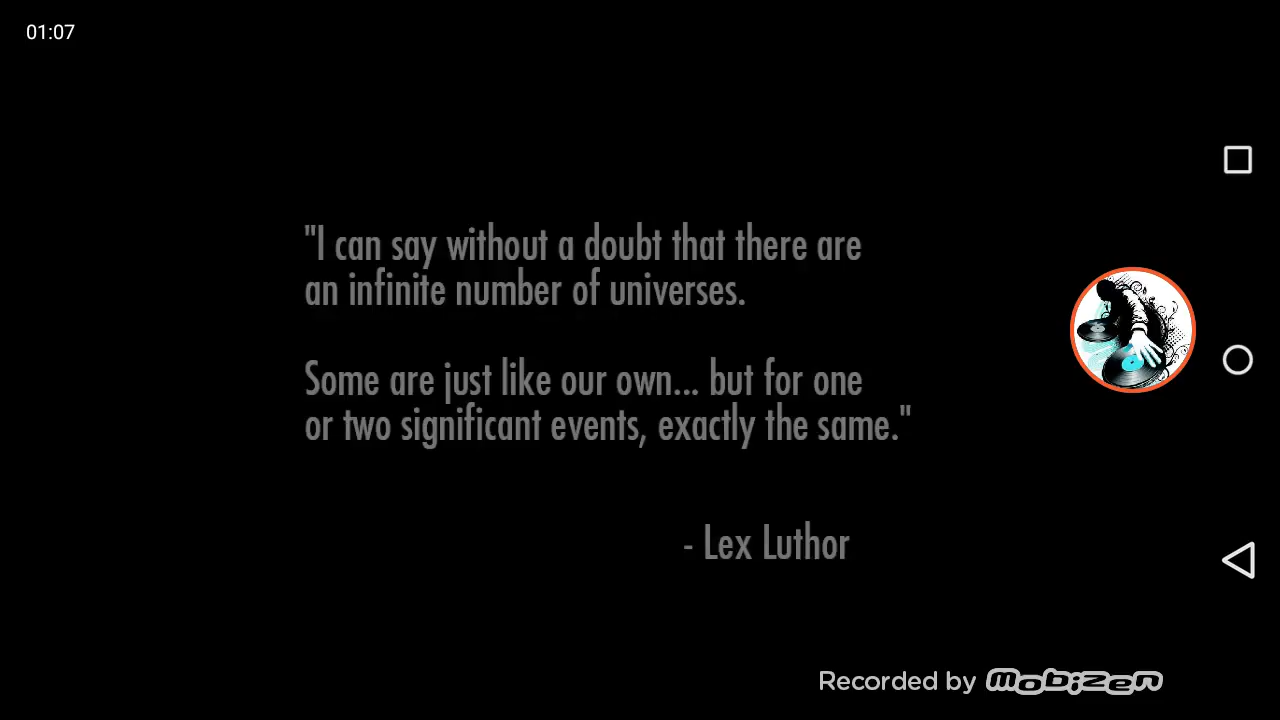 01:07
"I can say without a doubt that there are
an infinite number of universes.
Some are just like our own... but for one
or two significant events, exactly the same."
- Lex Luthor
Recorded by mobizen